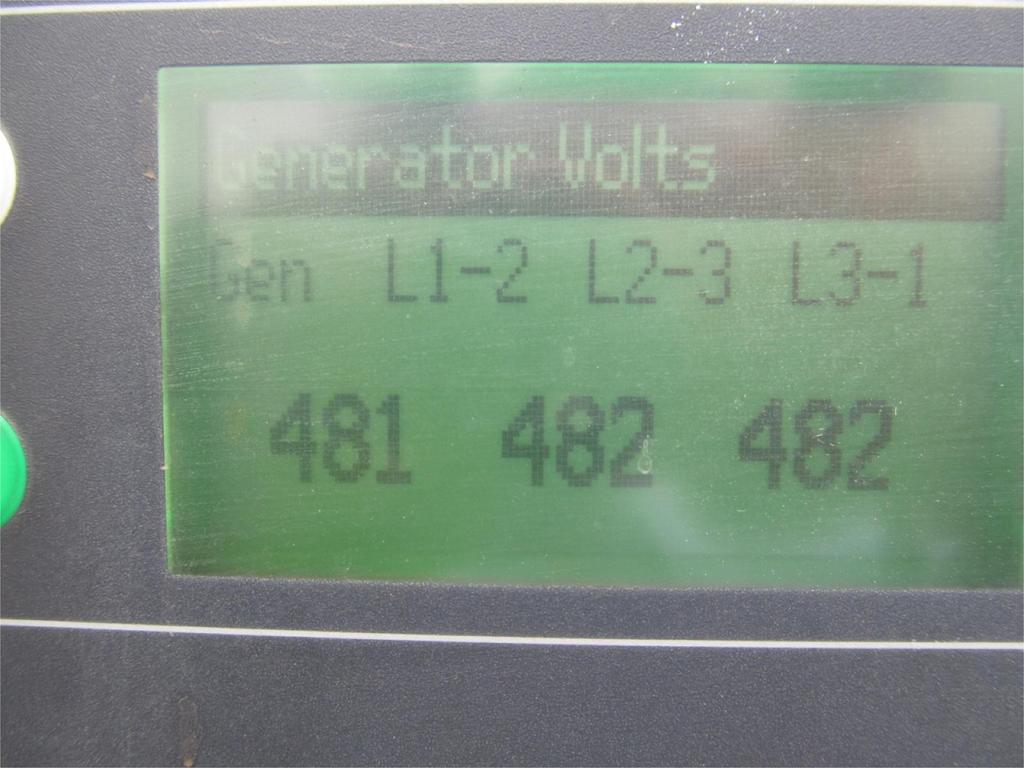 Generator Volts
Gen L1-2 L2-3 L3-1
481 482 482